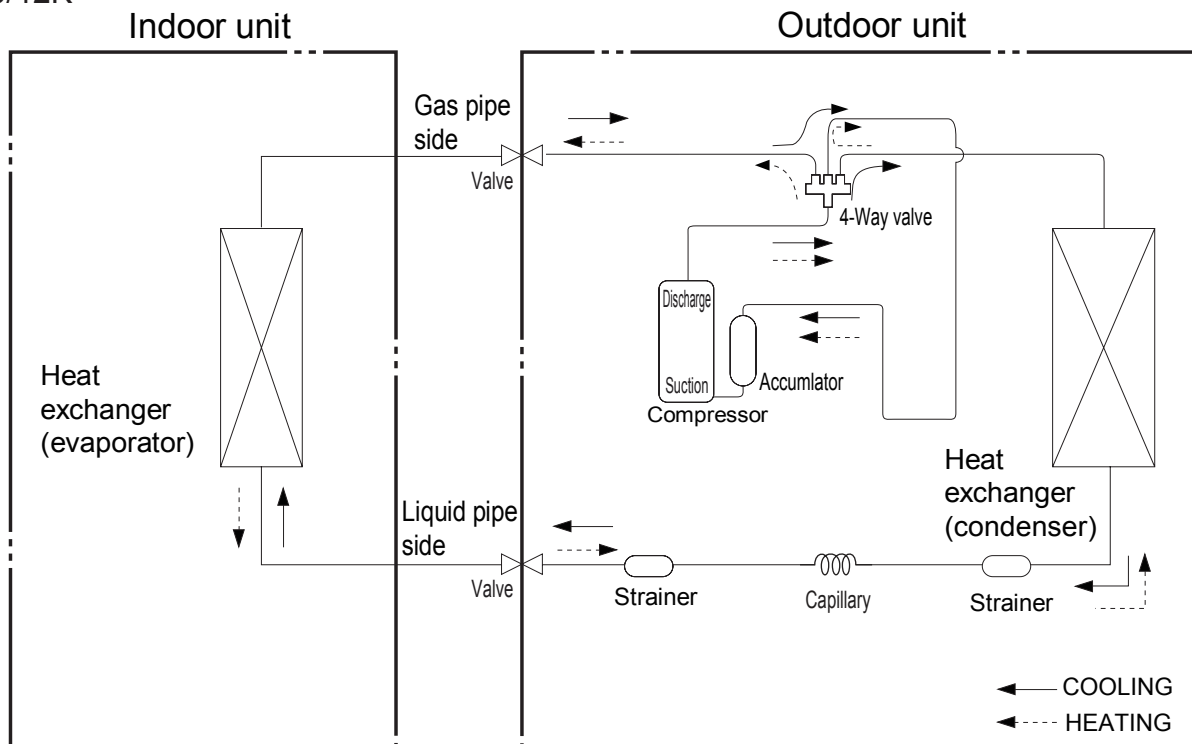 Indoor unit
Outdoor unit
Gas pipe
side
Valve
4-Way valve
Discharge
Suction
Compressor
Accumlator
Heat
exchanger
(evaporator)
Heat
exchanger
(condenser)
Liquid pipe
side
Valve
Strainer
Capillary
Strainer
COOLING
HEATING